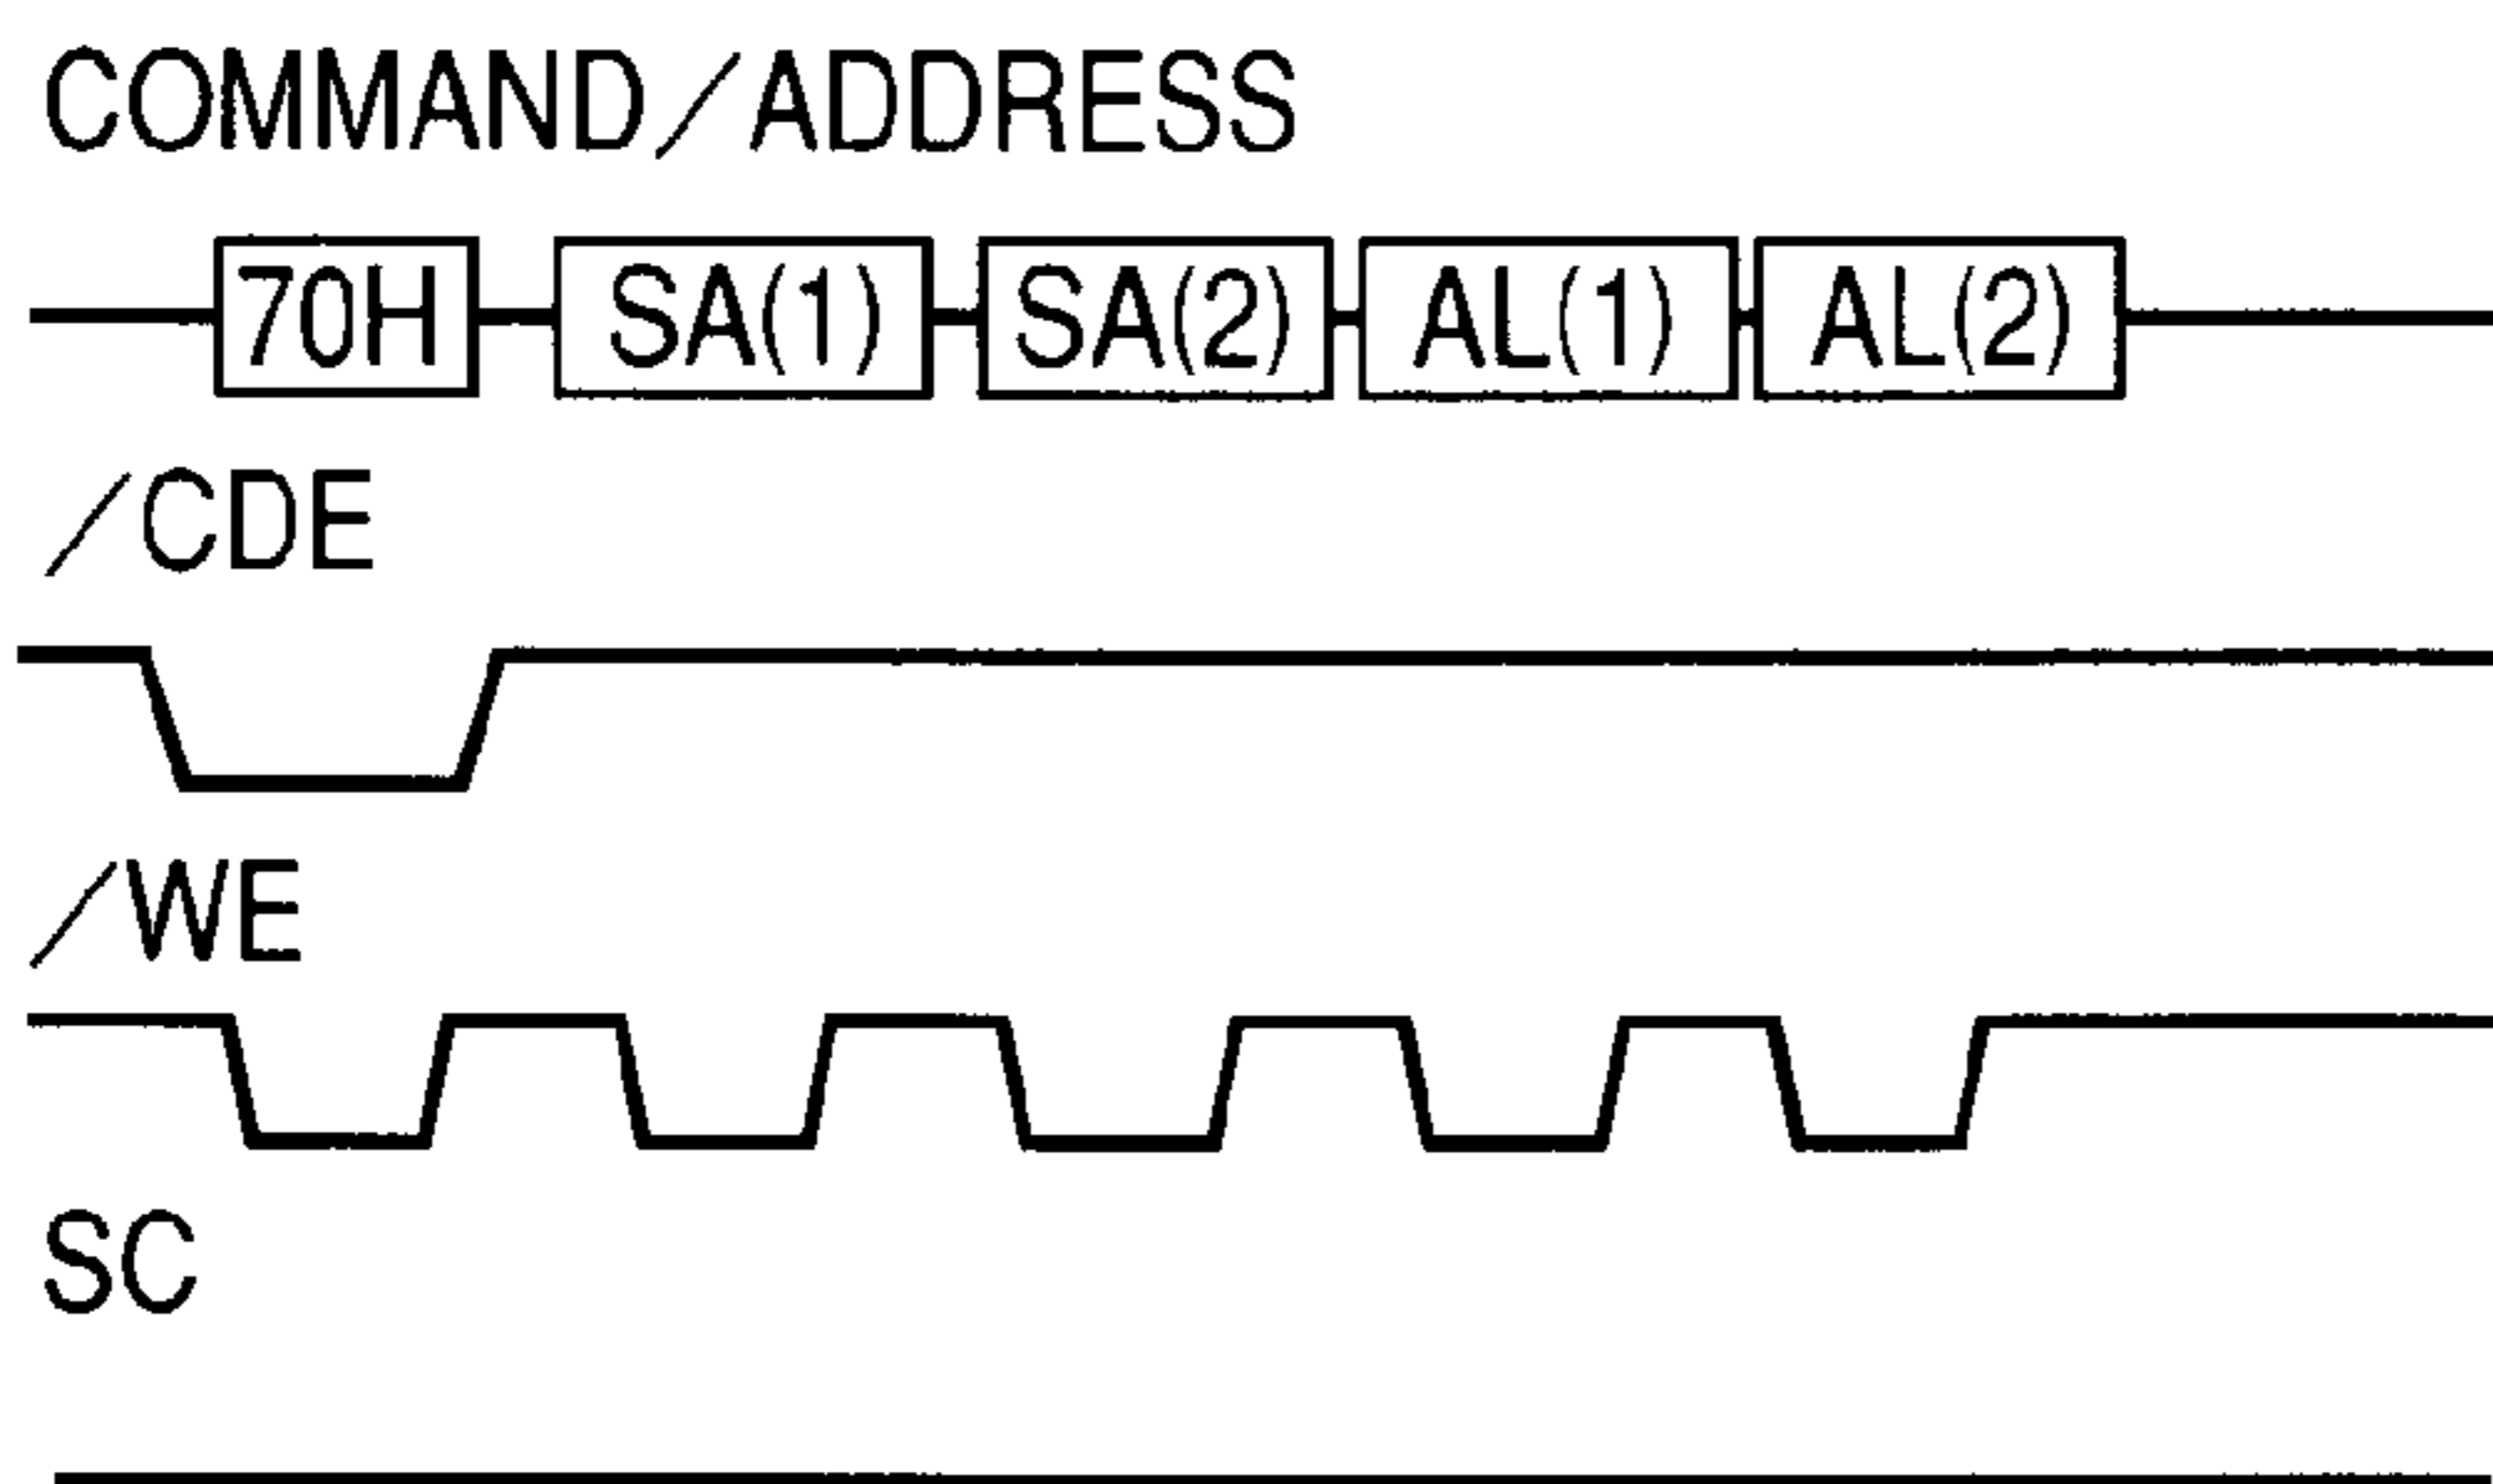 COMMAND/ADDRESS
70H SA(1) SA(2) AL(1) AL(2)
/CDE
/WE
SC